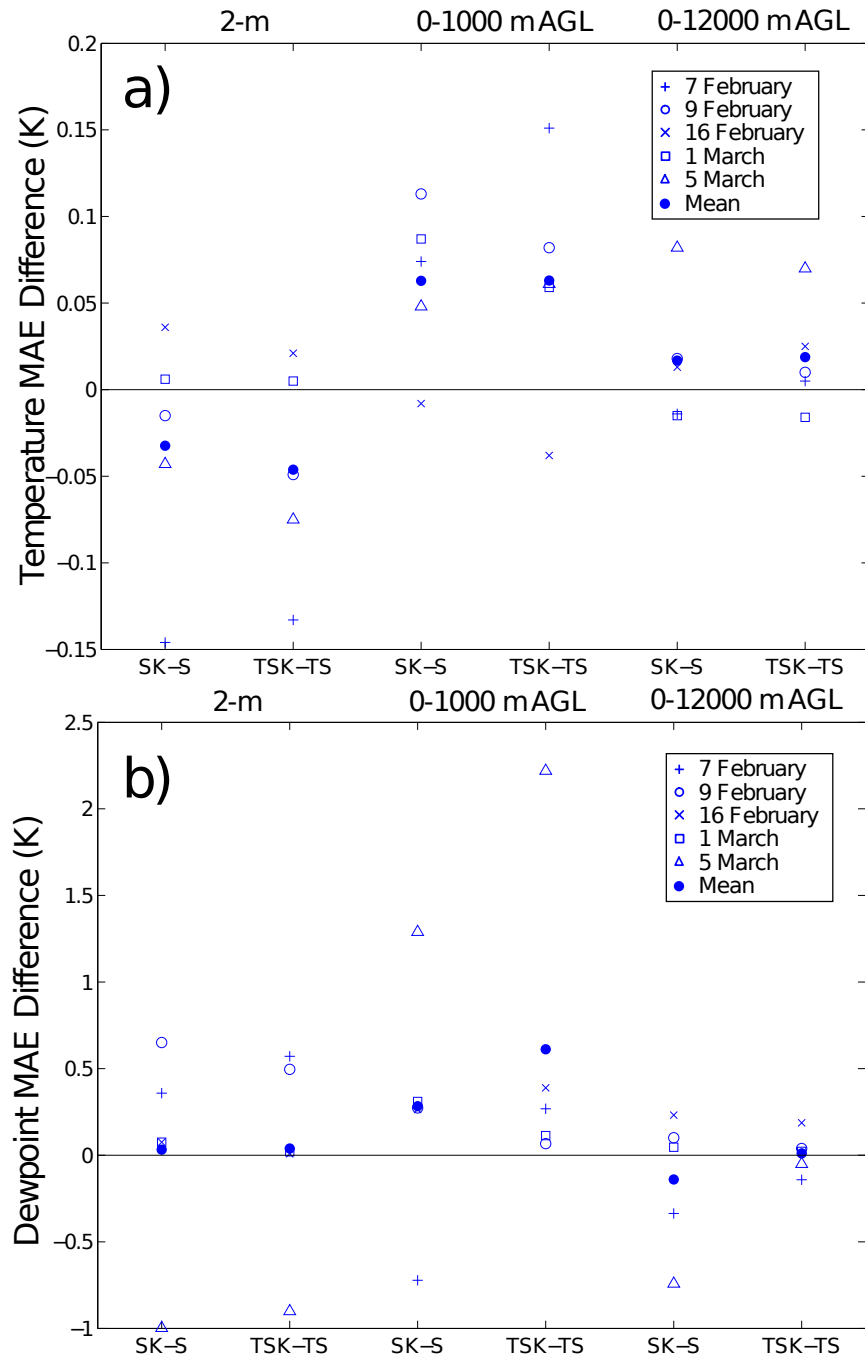 2-m 0-1000 m AGL 0-12000 m AGL
a)
Temperature MAE Difference (K)
0.2
0.15
0.1
0.05
0
−0.05
−0.1
−0.15
7 February
9 February
16 February
1 March
5 March
Mean
SK−S TSK−TS SK−S TSK−TS SK−S TSK−TS
2-m 0-1000 m AGL 0-12000 m AGL
b)
Dewpoint MAE Difference (K)
2.5
2
1.5
1
0.5
0
−0.5
−1
7 February
9 February
16 February
1 March
5 March
Mean
SK−S TSK−TS SK−S TSK−TS SK−S TSK−TS